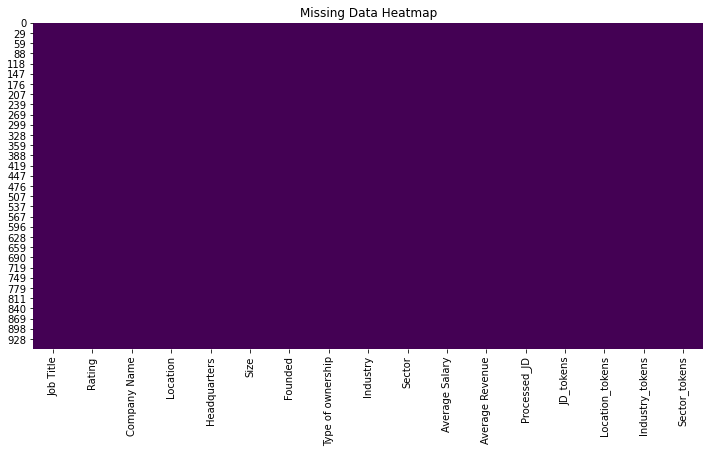 Missing Data Heatmap
0
29
59
88
118
147
176
207
239
269
299
328
359
388
419
447
476
507
537
567
596
628
659
690
719
749
779
811
840
869
898
928
Job Title
Rating
Company Name
Location
Headquarters
Size
Founded
Type of ownership
Industry
Sector
Average Salary
Average Revenue
Processed_JD
JD_tokens
Location_tokens
Industry_tokens
Sector_tokens